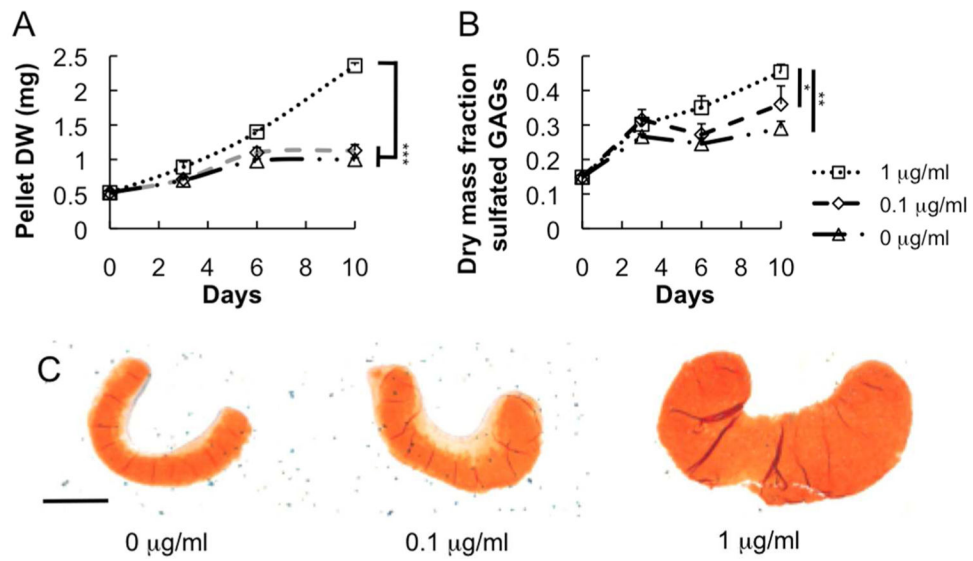 A
B
Pellet DW (mg)
2.5
2
1.5
1
0.5
0
***
0 2 4 6 8 10
Days
Dry mass fraction
sulfated GAGs
0.5
0.4
0.3
0.2
0.1
0
*
**
0 2 4 6 8 10
Days
1 µg/ml
0.1 µg/ml
0 µg/ml
C
0 µg/ml
0.1 µg/ml
1 µg/ml